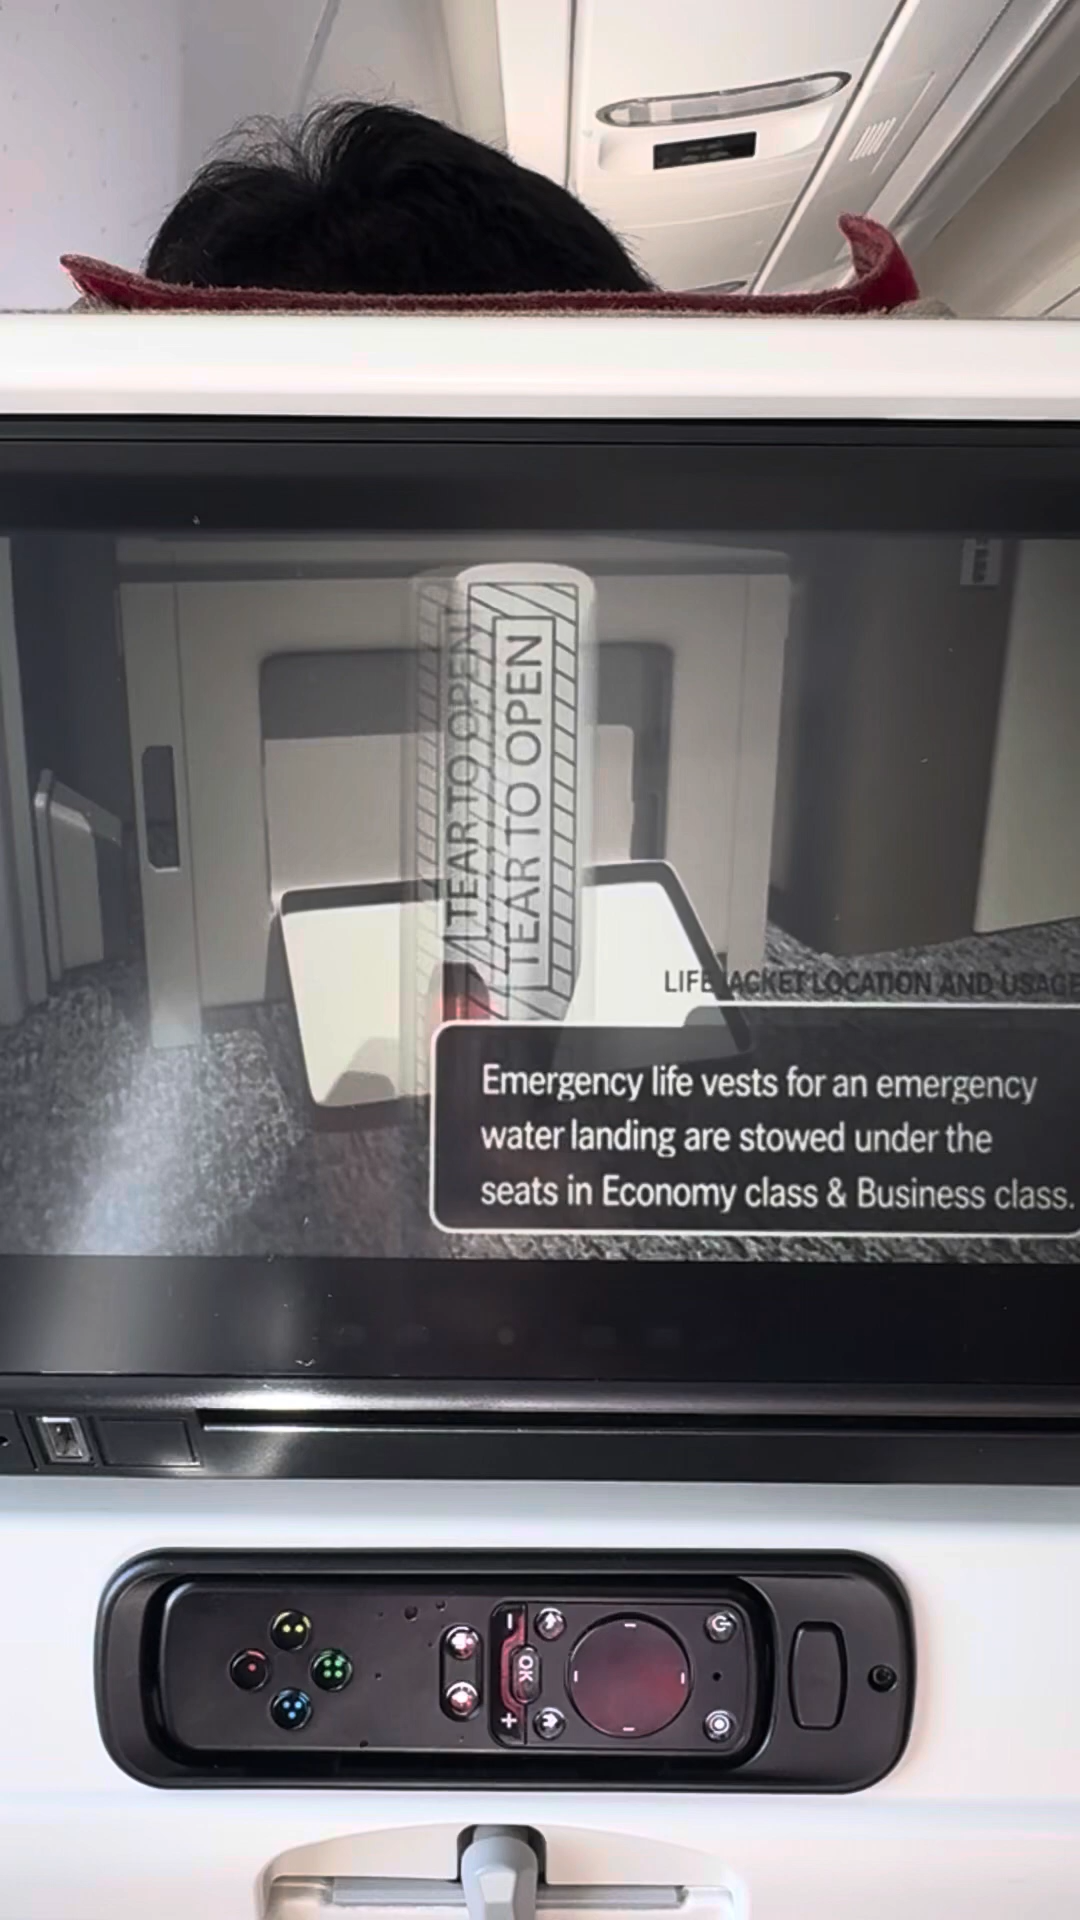 TEAR TO OPEN
TEAR TO OPEN
LIFE JACKET LOCATION AND USAGE
Emergency life vests for an emergency
water landing are stowed under the
seats in Economy class & Business class.
−
OK
+